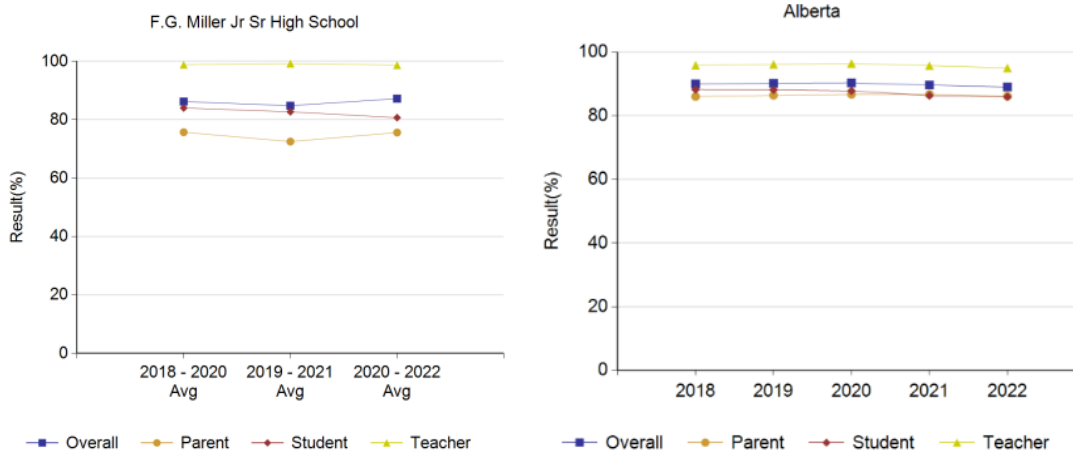 F.G. Miller Jr Sr High School
Result(%)
100
80
60
40
20
0
2018 - 2020
Avg
2019 - 2021
Avg
2020 - 2022
Avg
Overall Parent Student Teacher
Alberta
Result(%)
100
80
60
40
20
0
2018 2019 2020 2021 2022
Overall Parent Student Teacher